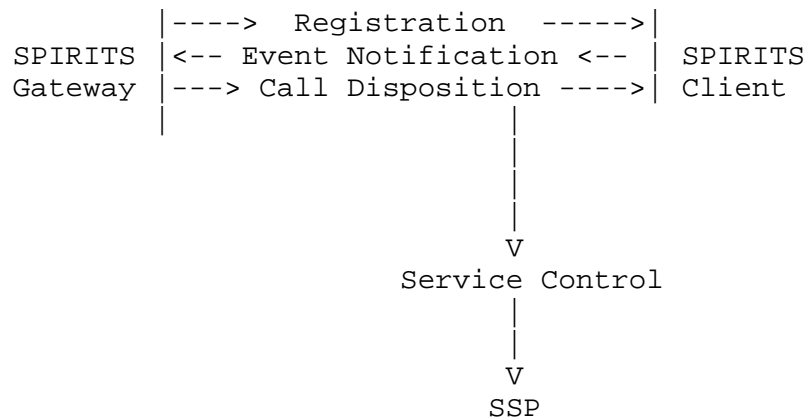 |----> Registration ----->|
SPIRITS |<-- Event Notification <-- | SPIRITS
Gateway |---> Call Disposition ----->| Client
| |
|
|
|
V
Service Control
|
|
V
SSP